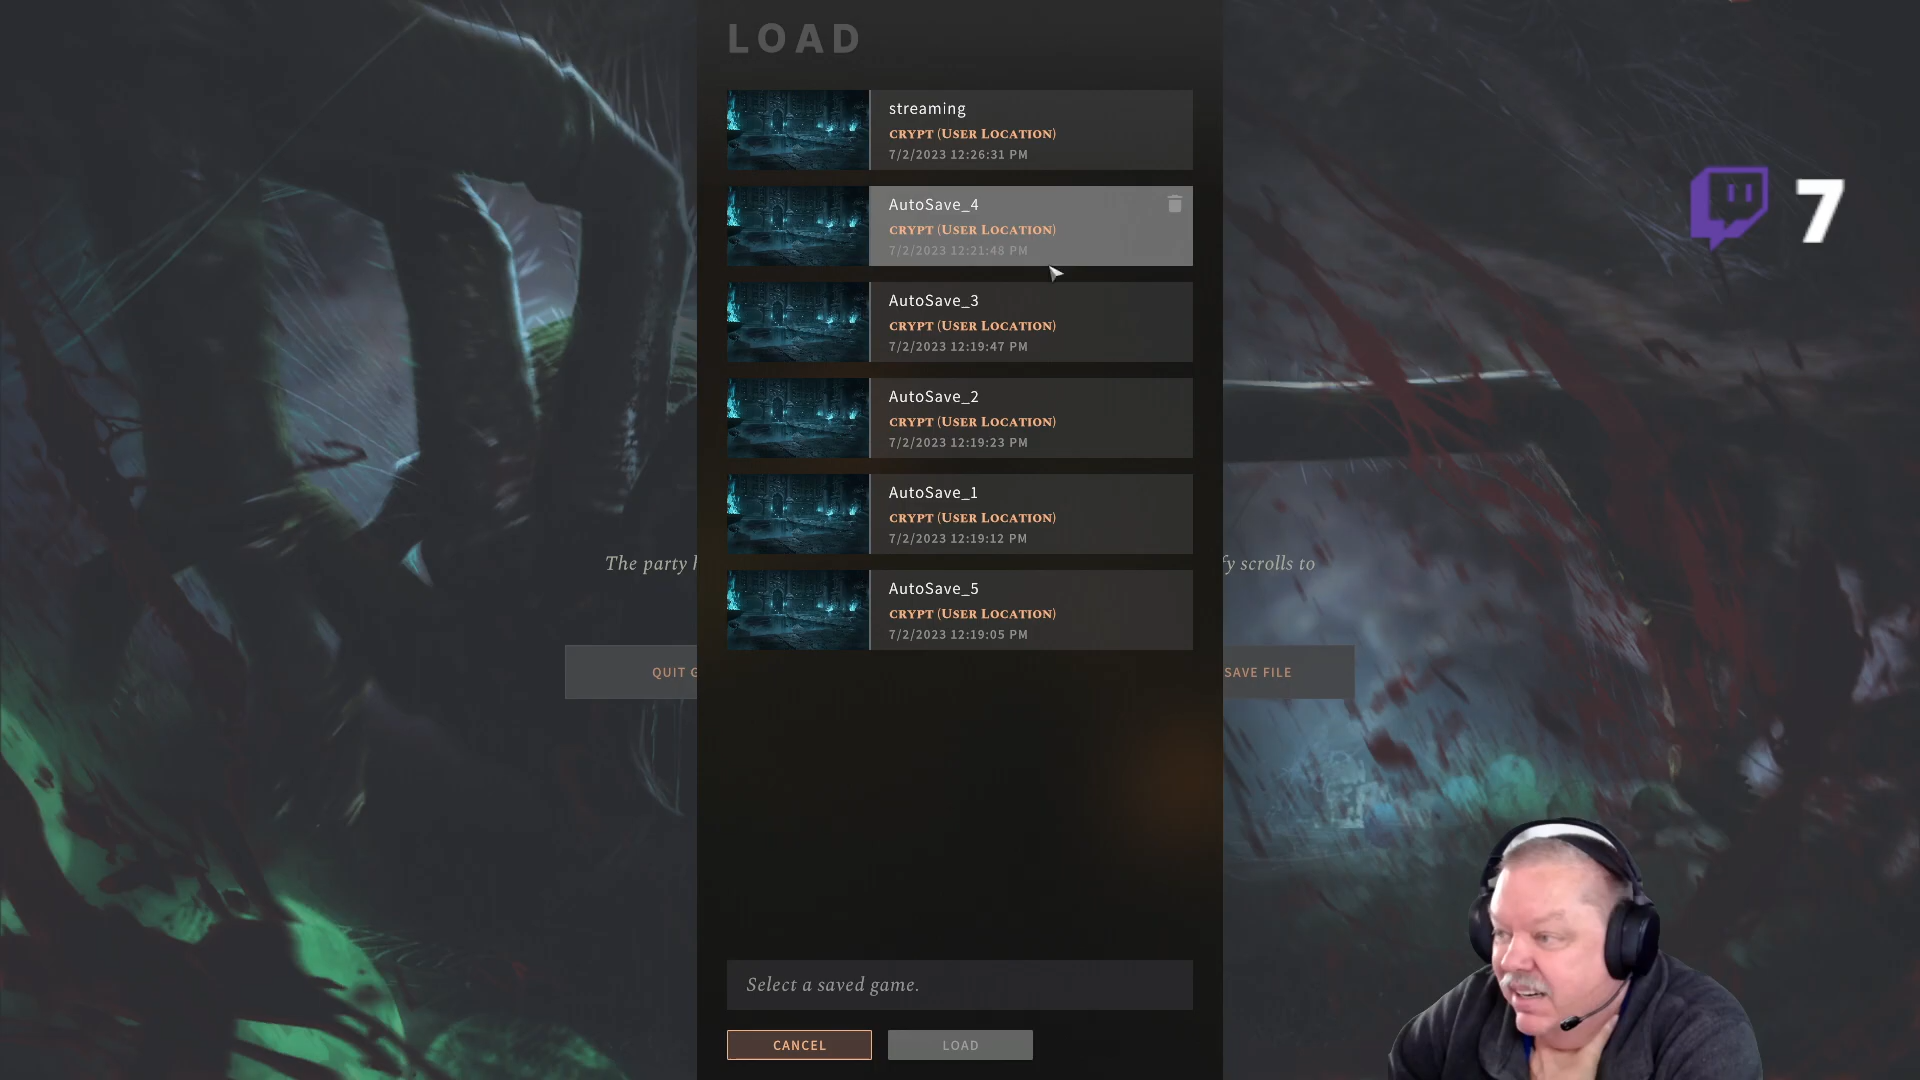 LOAD
streaming
CRYPT (USER LOCATION)
7/2/2023 12:26:31 PM
AutoSave_4
CRYPT (USER LOCATION)
7/2/2023 12:21:48 PM
7
AutoSave_3
CRYPT (USER LOCATION)
7/2/2023 12:19:47 PM
AutoSave_2
CRYPT (USER LOCATION)
7/2/2023 12:19:23 PM
AutoSave_1
CRYPT (USER LOCATION)
7/2/2023 12:19:12 PM
The party
scrolls to
AutoSave_5
CRYPT (USER LOCATION)
7/2/2023 12:19:05 PM
QUIT
SAVE FILE
Select a saved game.
CANCEL
LOAD